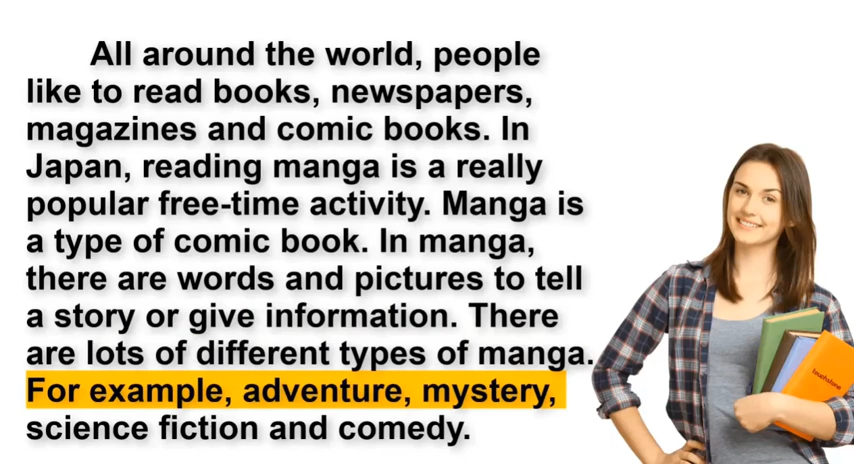 All around the world, people
like to read books, newspapers,
magazines and comic books. In
Japan, reading manga is a really
popular free-time activity. Manga is
a type of comic book. In manga,
there are words and pictures to tell
a story or give information. There
are lots of different types of manga.
For example, adventure, mystery,
science fiction and comedy.
touchstone